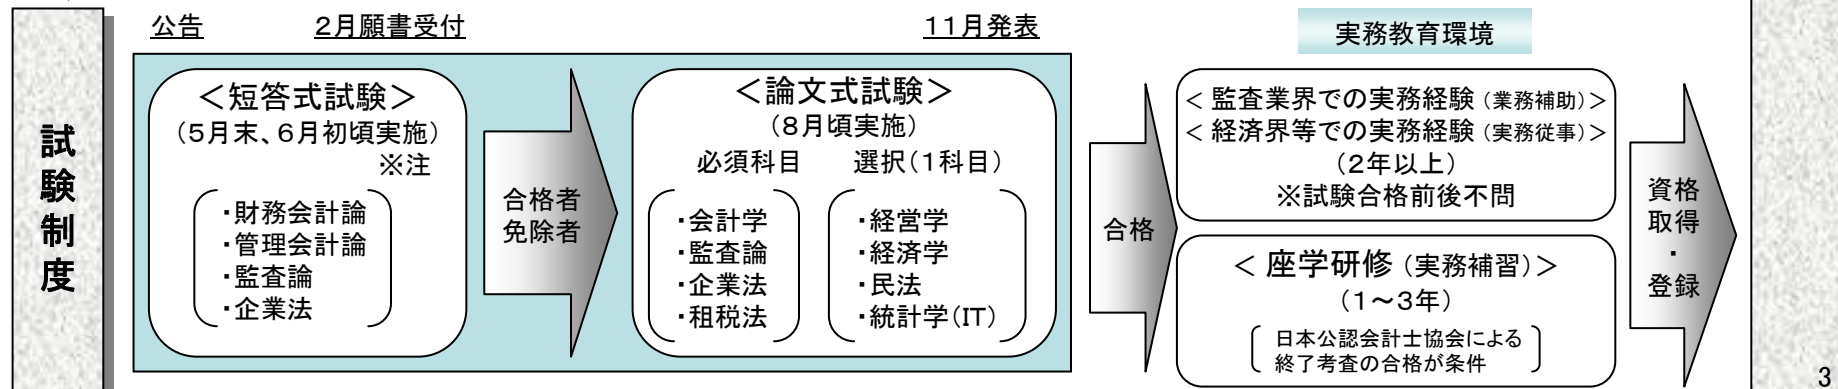 試験制度
公告
２月願書受付
１１月発表
＜短答式試験＞
（５月末、６月初頃実施）
※注
・財務会計論
・管理会計論
・監査論
・企業法
合格者
免除者
＜論文式試験＞
（８月頃実施）
必須科目
・会計学
・監査論
・企業法
・租税法
選択（１科目）
・経営学
・経済学
・民法
・統計学（IT）
合格
実務教育環境
＜ 監査業界での実務経験（業務補助）＞
＜ 経済界等での実務経験（実務従事）＞
（２年以上）
※試験合格前後不問
＜ 座学研修（実務補習）＞
（１～３年）
日本公認会計士協会による
終了考査の合格が条件
資格
取得
・
登録
3